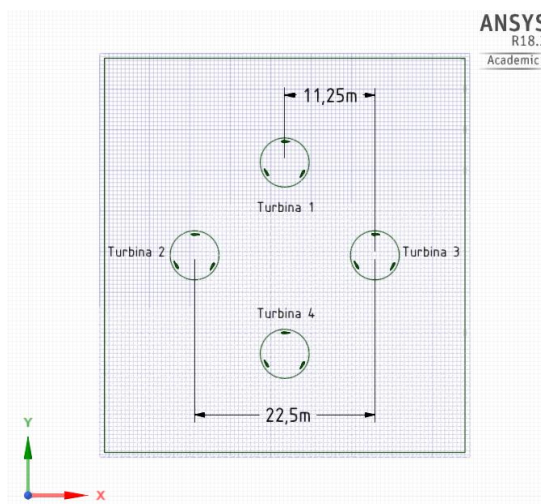 ANSYS
R18.
Academic
11,25m
Turbina 1
Turbina 2
Turbina 3
Turbina 4
22,5m
Y
X